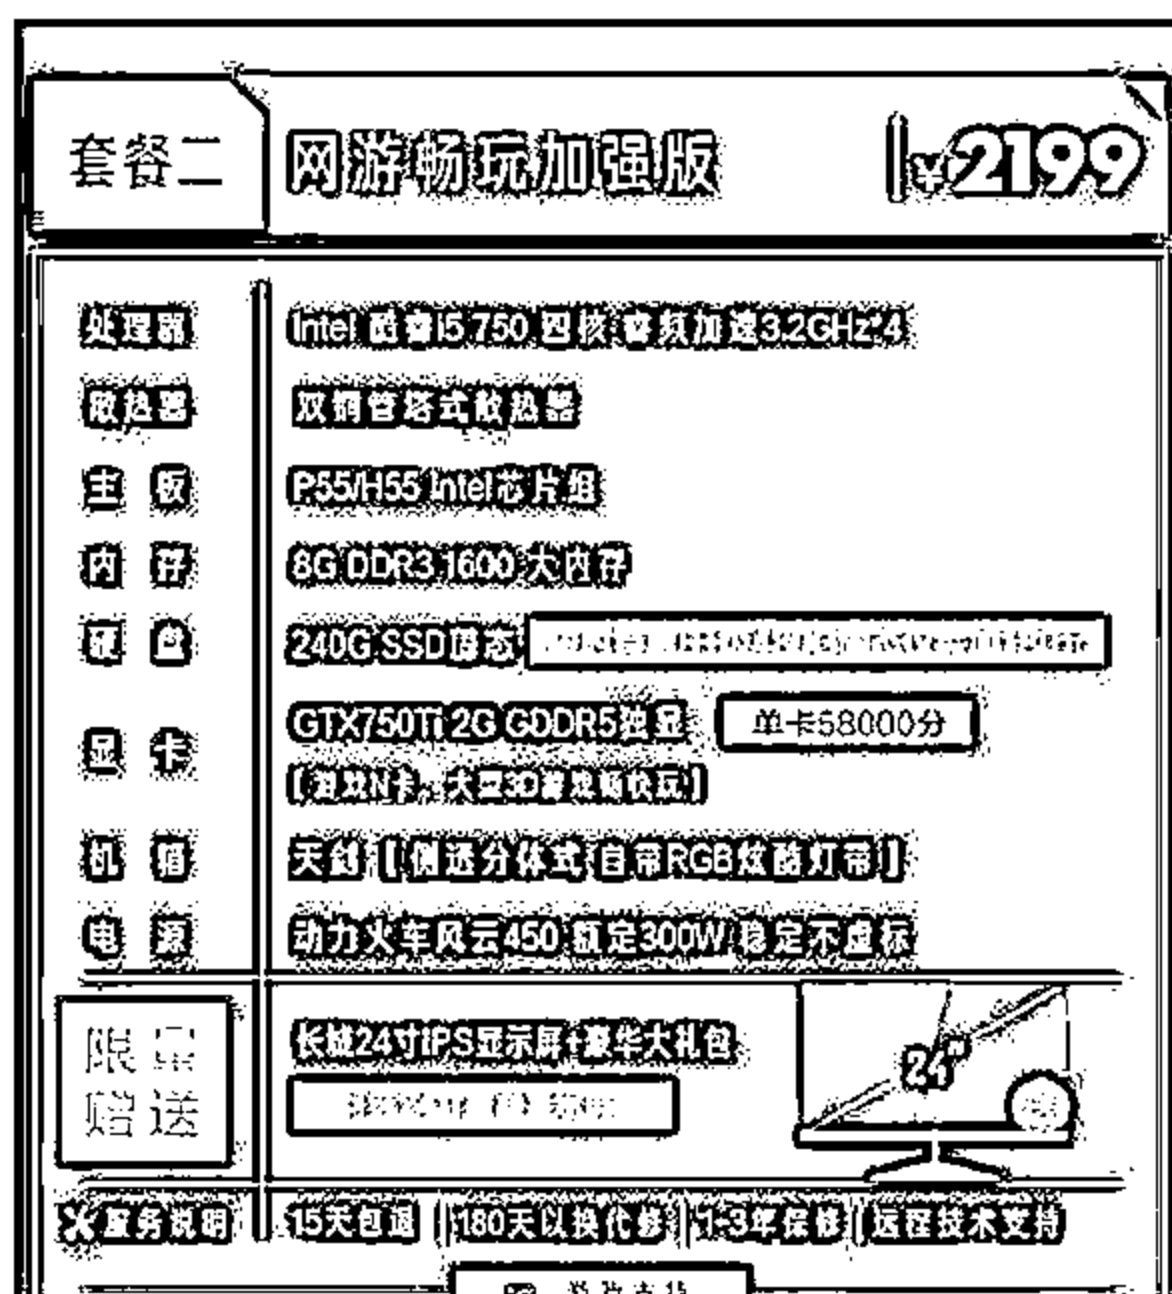 套餐二 网游畅玩加强版 ¥2199
处理器 Intel 酷睿i5 750 四核 睿频加速3.2GHz*4
散热器 双铜管塔式散热器
主板 P55/H55 Intel芯片组
内存 8G DDR3 1600 大内存
硬盘 240G SSD固态
显卡 GTX750Ti 2G GDDR5独显 单卡58000分
[游戏N卡，大型3D游戏畅快玩]
机箱 天剑 [侧透分体式 自带RGB炫酷灯带]
电源 动力火车风云450 额定300W 稳定不虚标
限量赠送 长城24寸IPS显示屏+豪华大礼包
24"
服务说明 15天包退 180天以换代修 1-3年保修 远程技术支持